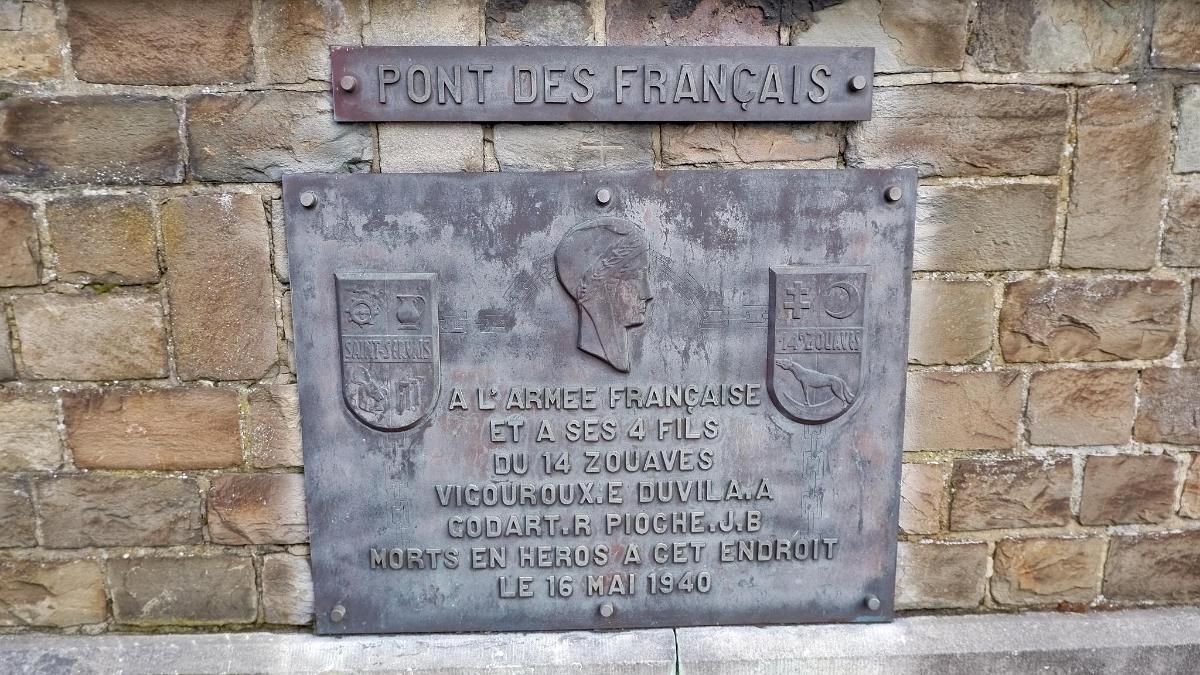 PONT DES FRANÇAIS
SAINT-SERVAIS
14E ZOUAVES
A L'ARMEE FRANÇAISE
ET A SES 4 FILS
DU 14 ZOUAVES
VIGOUROUX.E DUVILA.A
GODART.R PIOCHE.J.B
MORTS EN HEROS A CET ENDROIT
LE 16 MAI 1940